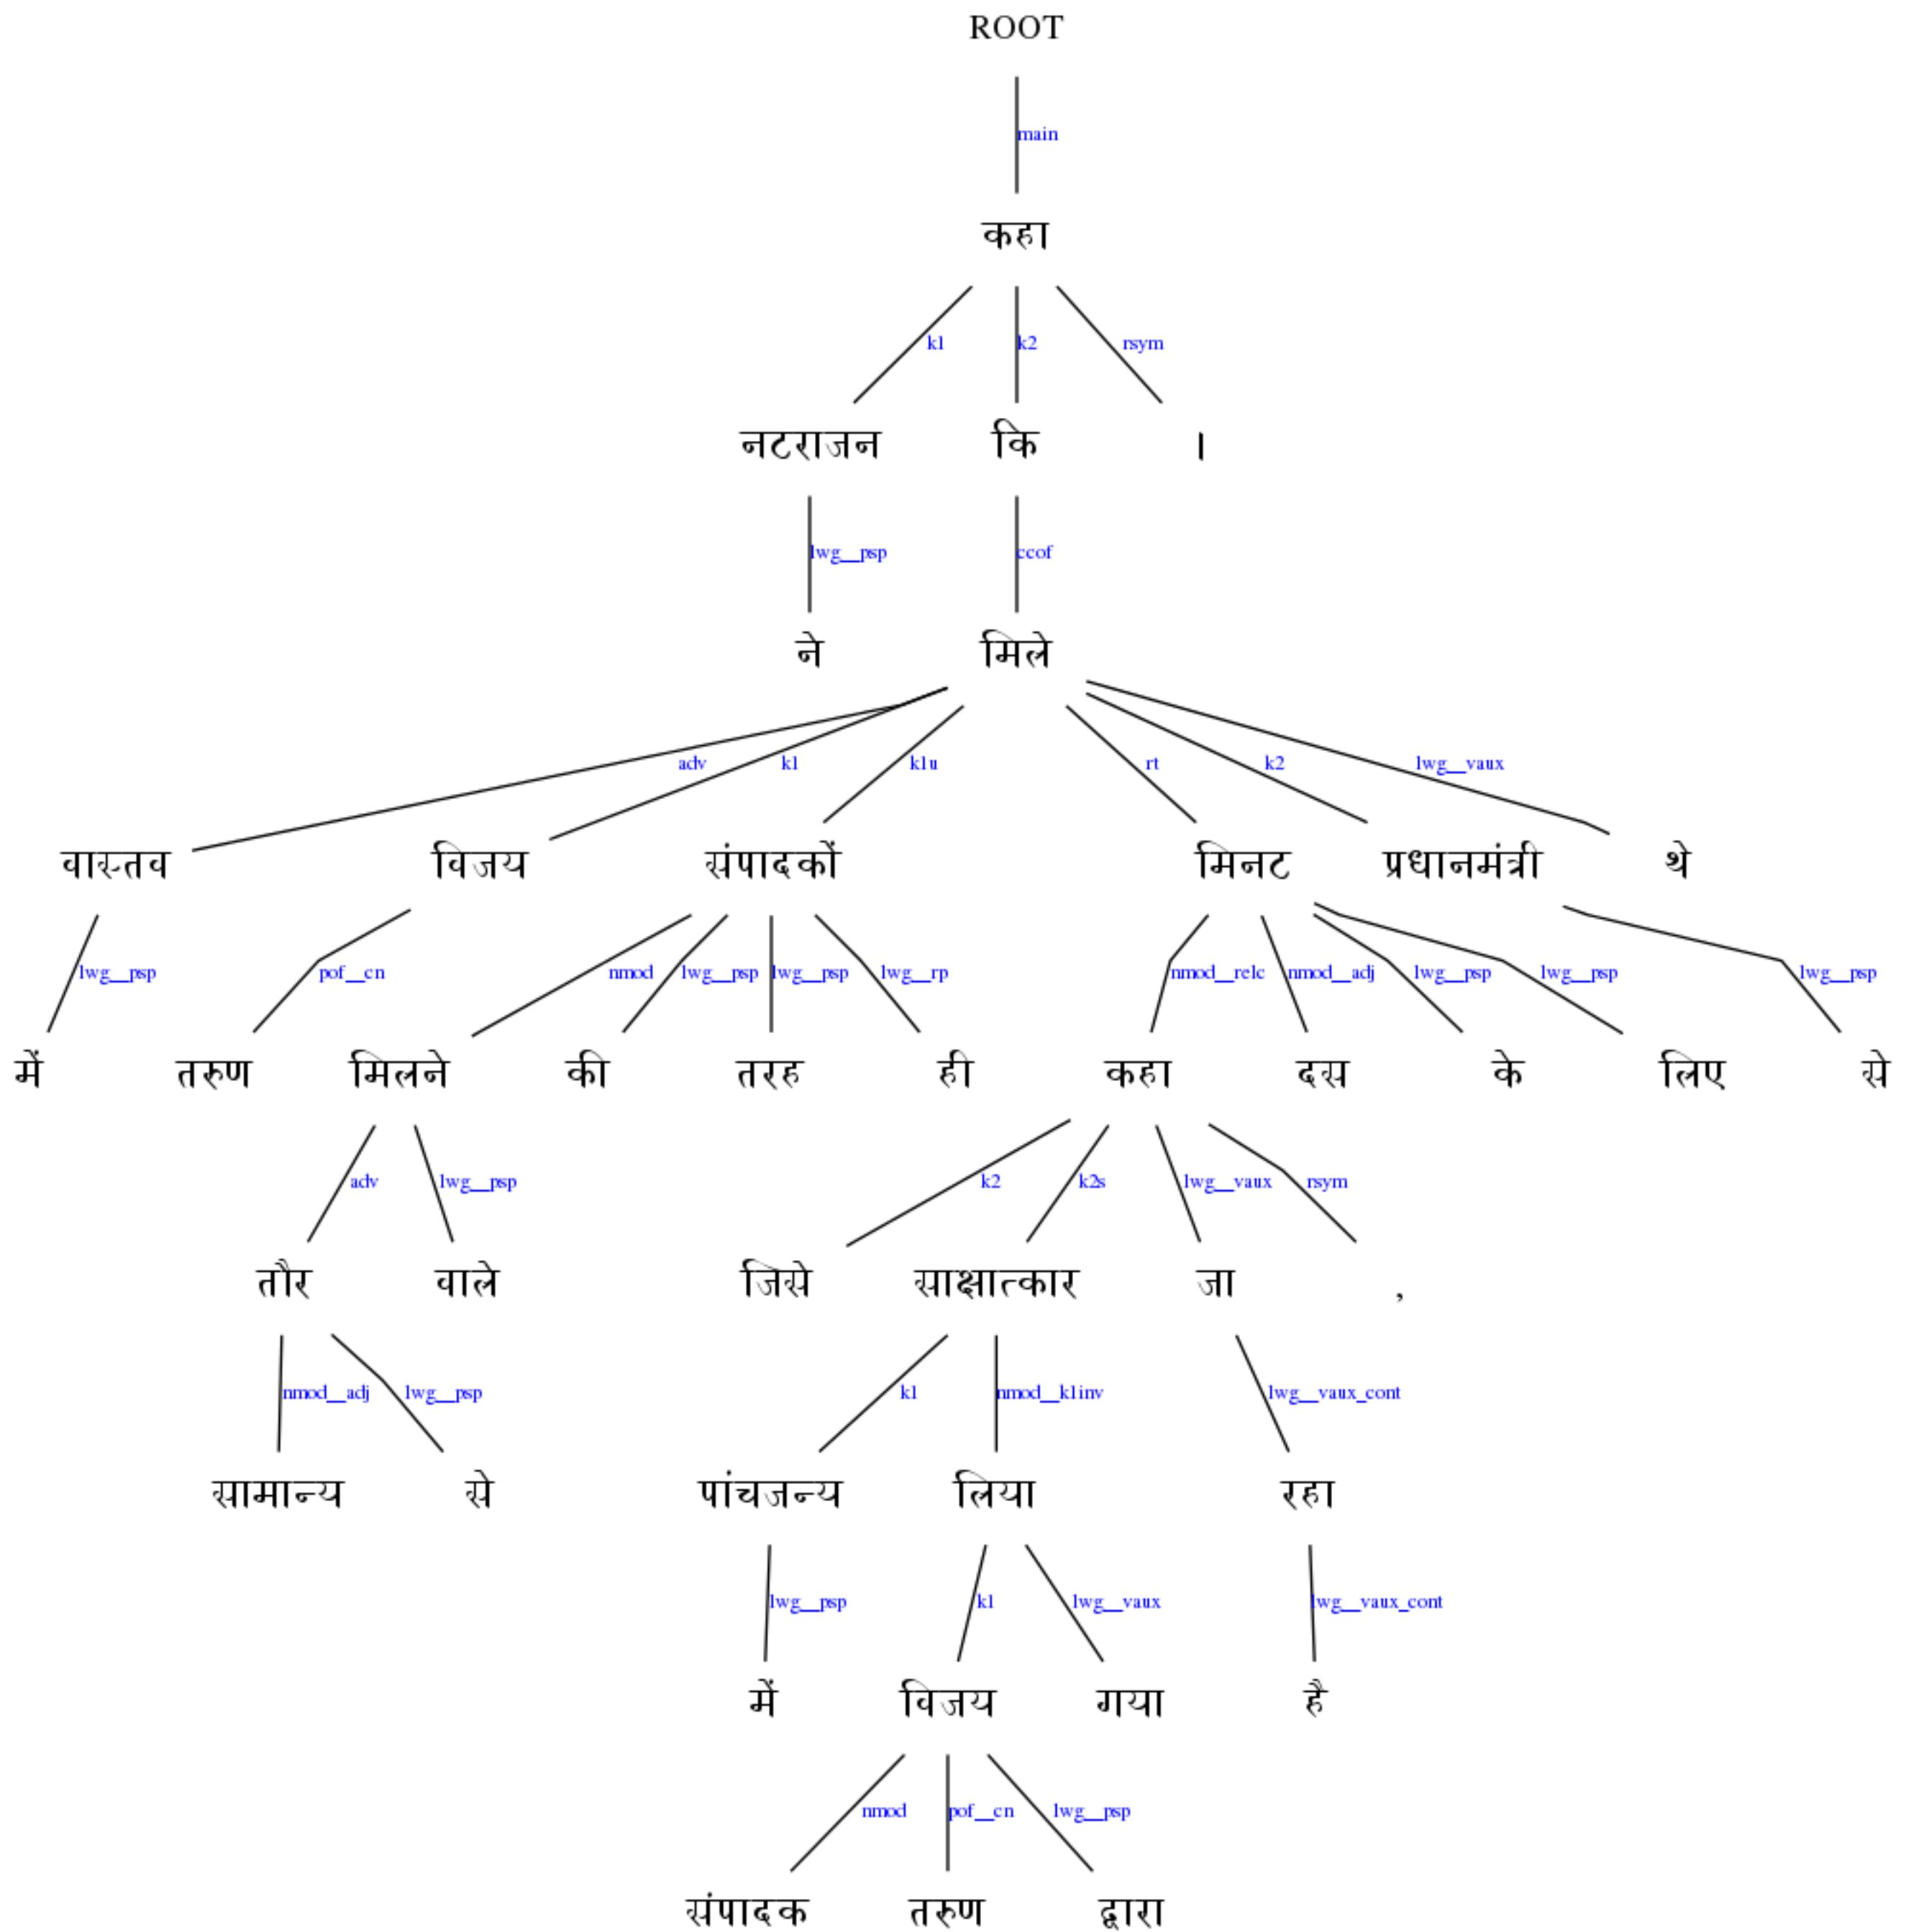 ROOT
main
कहा
k1 k2 rsym
नटराजन कि ।
lwg__psp ccof
ने मिले
adv k1 k1u rt k2 lwg__vaux
वास्तव विजय संपादकों मिनट प्रधानमंत्री थे
lwg__psp pof__cn nmod lwg__psp lwg__psp lwg__rp nmod__relc nmod__adj lwg__psp lwg__psp lwg__psp
में तरुण मिलने की तरह ही कहा दस के लिए से
adv lwg__psp k2 k2s lwg__vaux rsym
तौर वाले जिसे साक्षात्कार जा ,
nmod__adj lwg__psp k1 nmod__k1inv lwg__vaux_cont
सामान्य से पांचजन्य लिया रहा
lwg__psp k1 lwg__vaux lwg__vaux_cont
में विजय गया है
nmod pof__cn lwg__psp
संपादक तरुण द्वारा